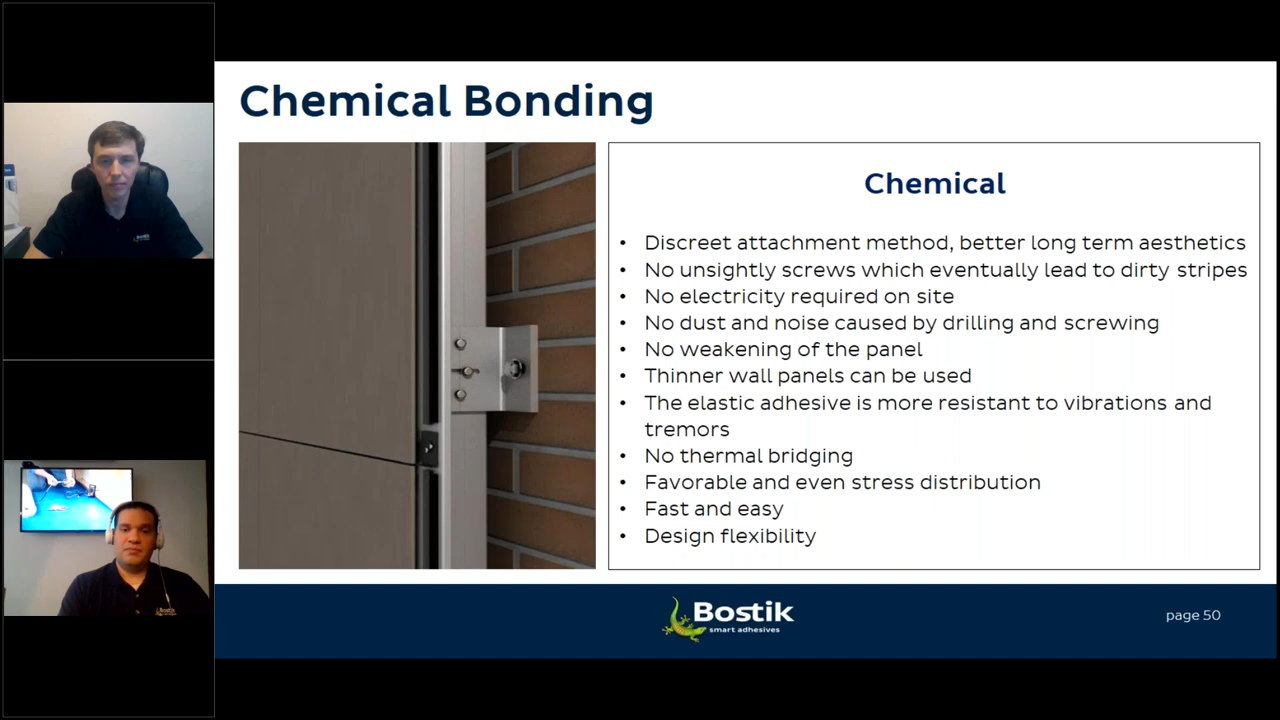 Chemical Bonding
Chemical
• Discreet attachment method, better long term aesthetics
• No unsightly screws which eventually lead to dirty stripes
• No electricity required on site
• No dust and noise caused by drilling and screwing
• No weakening of the panel
• Thinner wall panels can be used
• The elastic adhesive is more resistant to vibrations and
tremors
• No thermal bridging
• Favorable and even stress distribution
• Fast and easy
• Design flexibility
Bostik
smart adhesives
page 50
Bostik
Bostik